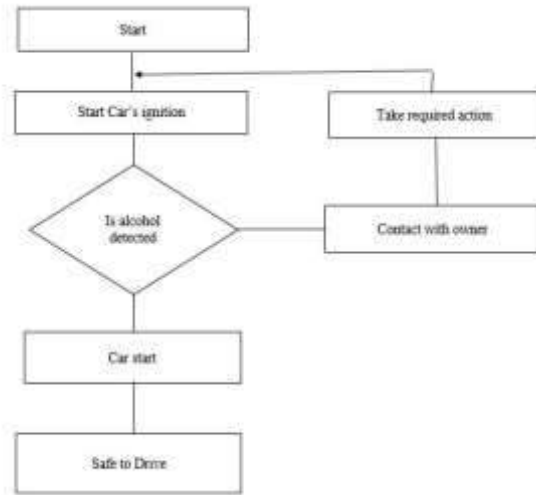 Start
Start Car's ignition
Take required action
Is alcohol
detected
Contact with owner
Car start
Safe to Drive